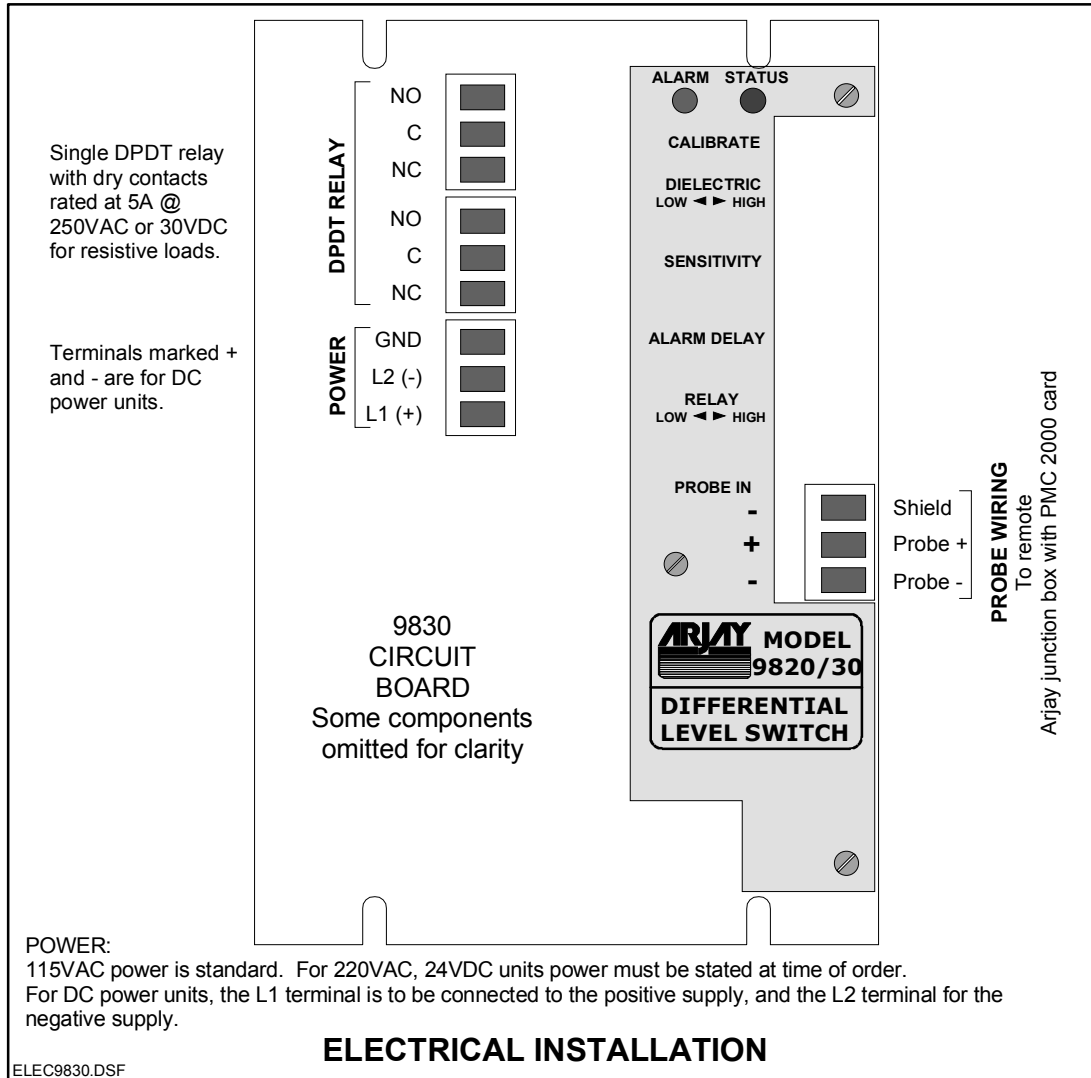 Single DPDT relay
with dry contacts
rated at 5A @
250VAC or 30VDC
for resistive loads.
Terminals marked +
and - are for DC
power units.
DPDT RELAY
NO
C
NC
NO
C
NC
POWER
GND
L2 (-)
L1 (+)
ALARM STATUS
CALIBRATE
DIELECTRIC
LOW ◄ ► HIGH
SENSITIVITY
ALARM DELAY
RELAY
LOW ◄ ► HIGH
PROBE IN
-
+
-
Shield
Probe +
Probe -
PROBE WIRING
To remote
Arjay junction box with PMC 2000 card
9830
CIRCUIT
BOARD
Some components
omitted for clarity
ARJAY MODEL
9820/30
DIFFERENTIAL
LEVEL SWITCH
POWER:
115VAC power is standard. For 220VAC, 24VDC units power must be stated at time of order.
For DC power units, the L1 terminal is to be connected to the positive supply, and the L2 terminal for the
negative supply.
ELECTRICAL INSTALLATION
ELEC9830.DSF